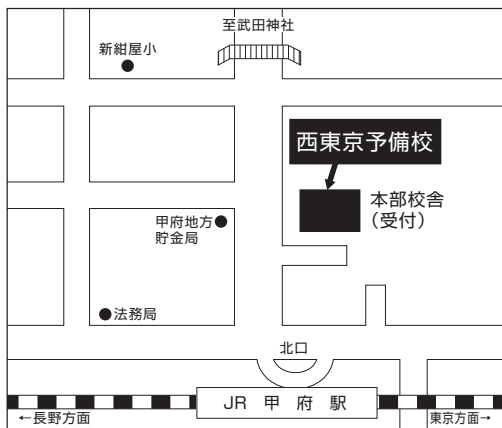 至武田神社
新紺屋小
西東京予備校
本部校舎
(受付)
甲府地方
貯金局
法務局
北口
JR 甲 府 駅
←長野方面
東京方面→